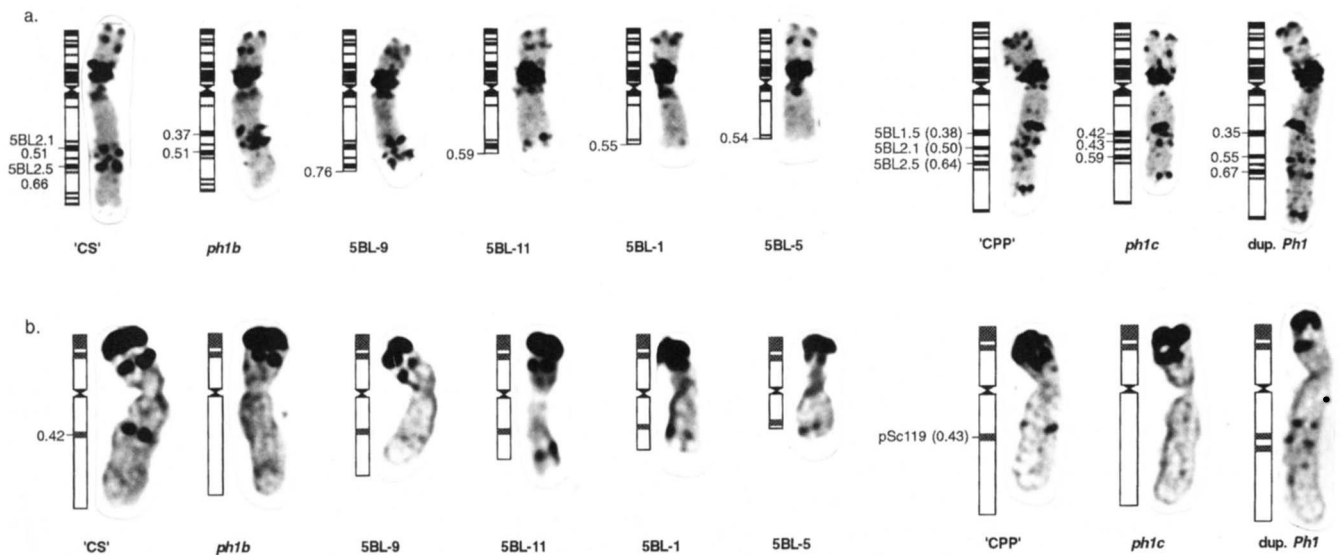 a.
5BL2.1
0.51
5BL2.5
0.66
0.37
0.51
0.76
0.59
0.55
0.54
5BL1.5 (0.38)
5BL2.1 (0.50)
5BL2.5 (0.64)
0.42
0.43
0.59
0.35
0.55
0.67
'CS' ph1b 5BL-9 5BL-11 5BL-1 5BL-5 'CPP' ph1c dup. Ph1
b.
0.42
pSc119 (0.43)
'CS' ph1b 5BL-9 5BL-11 5BL-1 5BL-5 'CPP' ph1c dup. Ph1